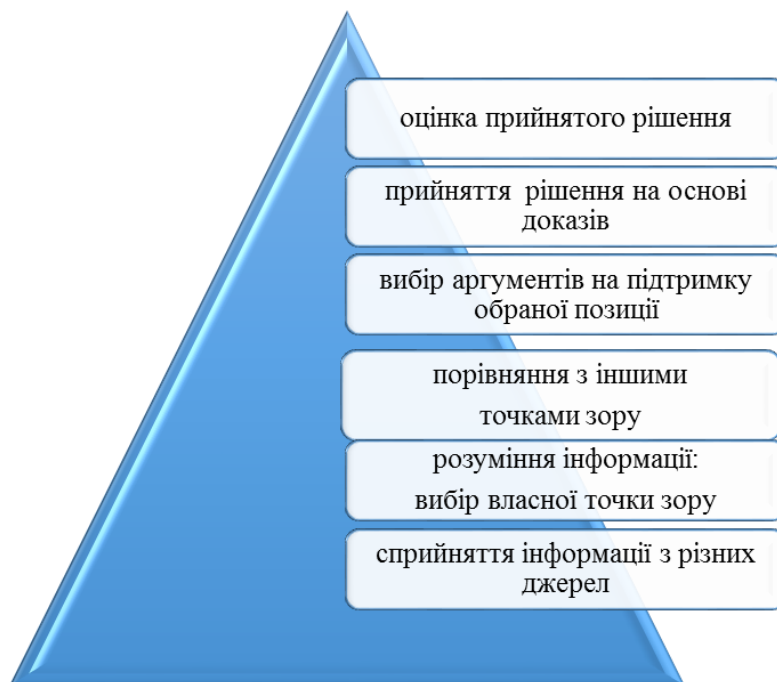 оцінка прийнятого рішення
прийняття рішення на основі
доказів
вибір аргументів на підтримку
обраної позиції
порівняння з іншими
точками зору
розуміння інформації:
вибір власної точки зору
сприйняття інформації з різних
джерел